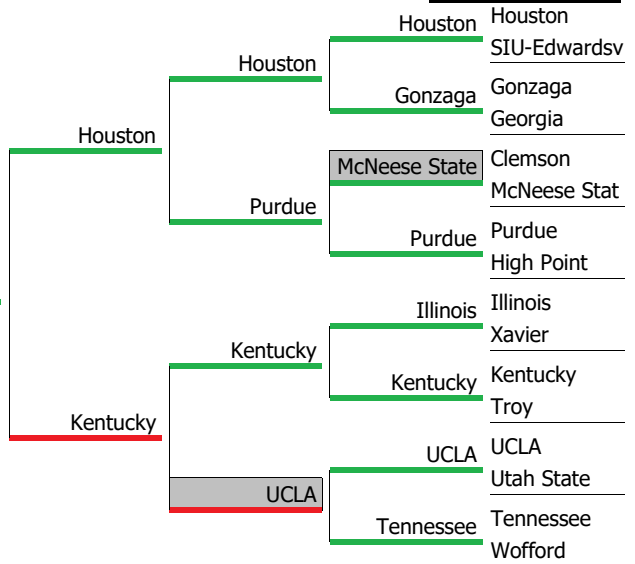 Houston
Houston
SIU-Edwardsv
Houston
Gonzaga
Gonzaga
Georgia
Houston
McNeese State
Clemson
McNeese Stat
Purdue
Purdue
Purdue
High Point
Illinois
Illinois
Xavier
Kentucky
Kentucky
Kentucky
Troy
Kentucky
UCLA
UCLA
Utah State
UCLA
Tennessee
Tennessee
Wofford